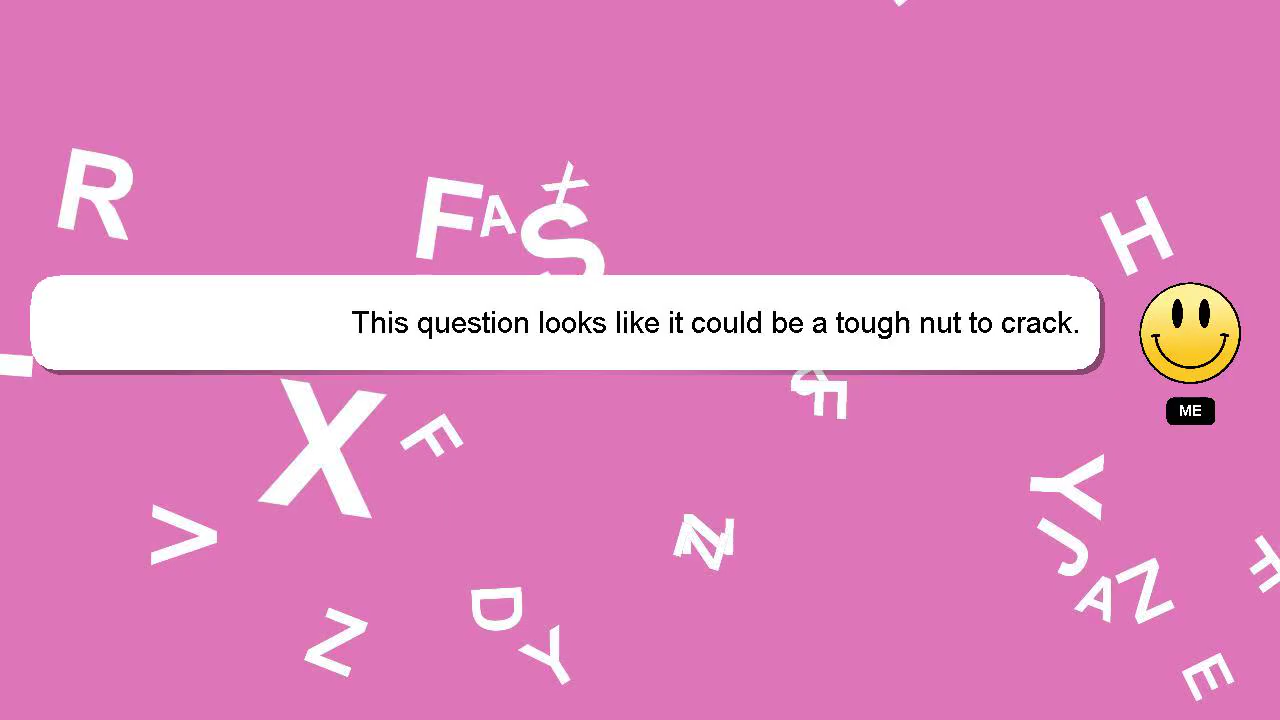 R
F
A
X
S
H
This question looks like it could be a tough nut to crack.
ME
X
F
F
Y
V
N
J
F
D
A
N
N
Y
E